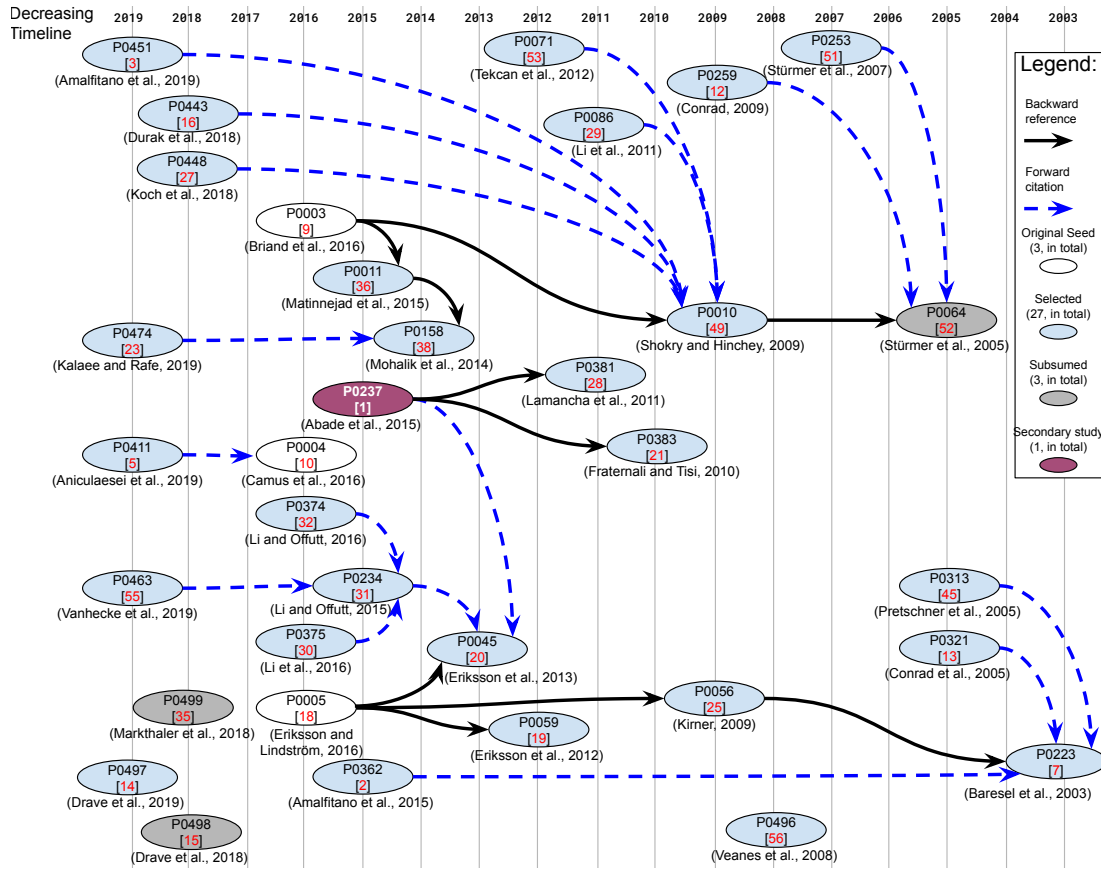 Decreasing
Timeline
2019 2018 2017 2016 2015 2014 2013 2012 2011 2010 2009 2008 2007 2006 2005 2004 2003
P0451
[3]
(Amalfitano et al., 2019)
P0071
[53]
(Tekcan et al., 2012)
P0253
[51]
(Stürmer et al., 2007)
P0259
[12]
(Conrad, 2009)
P0443
[16]
(Durak et al., 2018)
P0086
[29]
(Li et al., 2011)
P0448
[27]
(Koch et al., 2018)
P0003
[9]
(Briand et al., 2016)
P0011
[36]
(Matinnejad et al., 2015)
P0010
[49]
(Shokry and Hinchey, 2009)
P0064
[52]
(Stürmer et al., 2005)
P0474
[23]
(Kalaee and Rafe, 2019)
P0158
[38]
(Mohalik et al., 2014)
P0381
[28]
(Lamancha et al., 2011)
P0237
[1]
(Abade et al., 2015)
P0383
[21]
(Fraternali and Tisi, 2010)
P0411
[5]
(Aniculaesei et al., 2019)
P0004
[10]
(Camus et al., 2016)
P0374
[32]
(Li and Offutt, 2016)
P0463
[55]
(Vanhecke et al., 2019)
P0234
[31]
(Li and Offutt, 2015)
P0313
[45]
(Pretschner et al., 2005)
P0375
[30]
(Li et al., 2016)
P0045
[20]
(Eriksson et al., 2013)
P0321
[13]
(Conrad et al., 2005)
P0499
[35]
(Markthaler et al., 2018)
P0005
[18]
(Eriksson and
Lindström, 2016)
P0056
[25]
(Kirner, 2009)
P0059
[19]
(Eriksson et al., 2012)
P0223
[7]
(Baresel et al., 2003)
P0497
[14]
(Drave et al., 2019)
P0362
[2]
(Amalfitano et al., 2015)
P0498
[15]
(Drave et al., 2018)
P0496
[56]
(Veanes et al., 2008)
Legend:
Backward
reference
Forward
citation
Original Seed
(3, in total)
Selected
(27, in total)
Subsumed
(3, in total)
Secondary study
(1, in total)